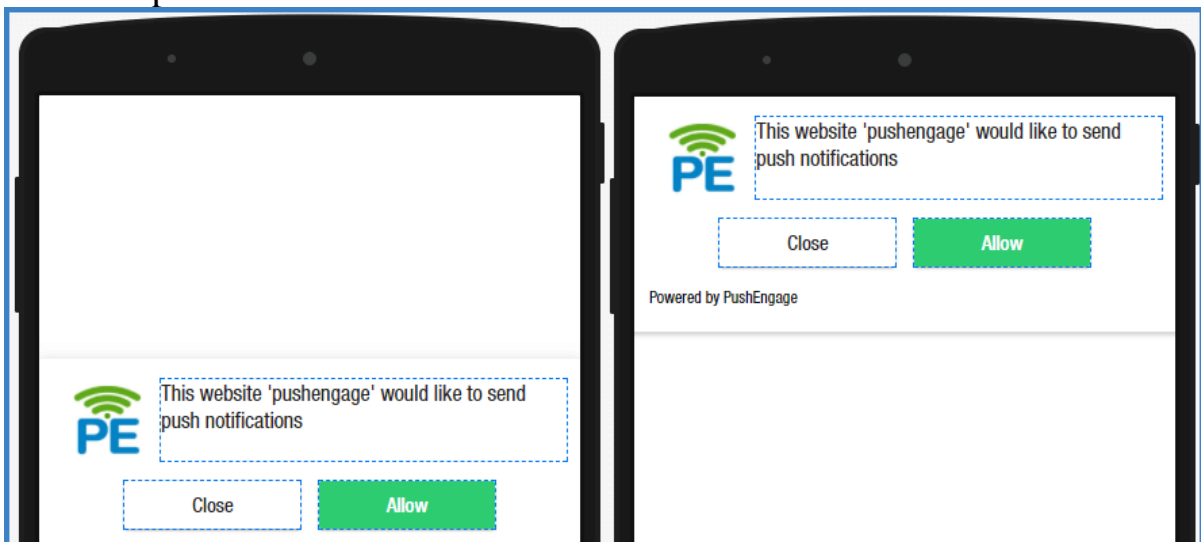 This website 'pushengage' would like to send
push notifications
PE
Close
Allow
This website 'pushengage' would like to send
push notifications
PE
Close
Allow
Powered by PushEngage